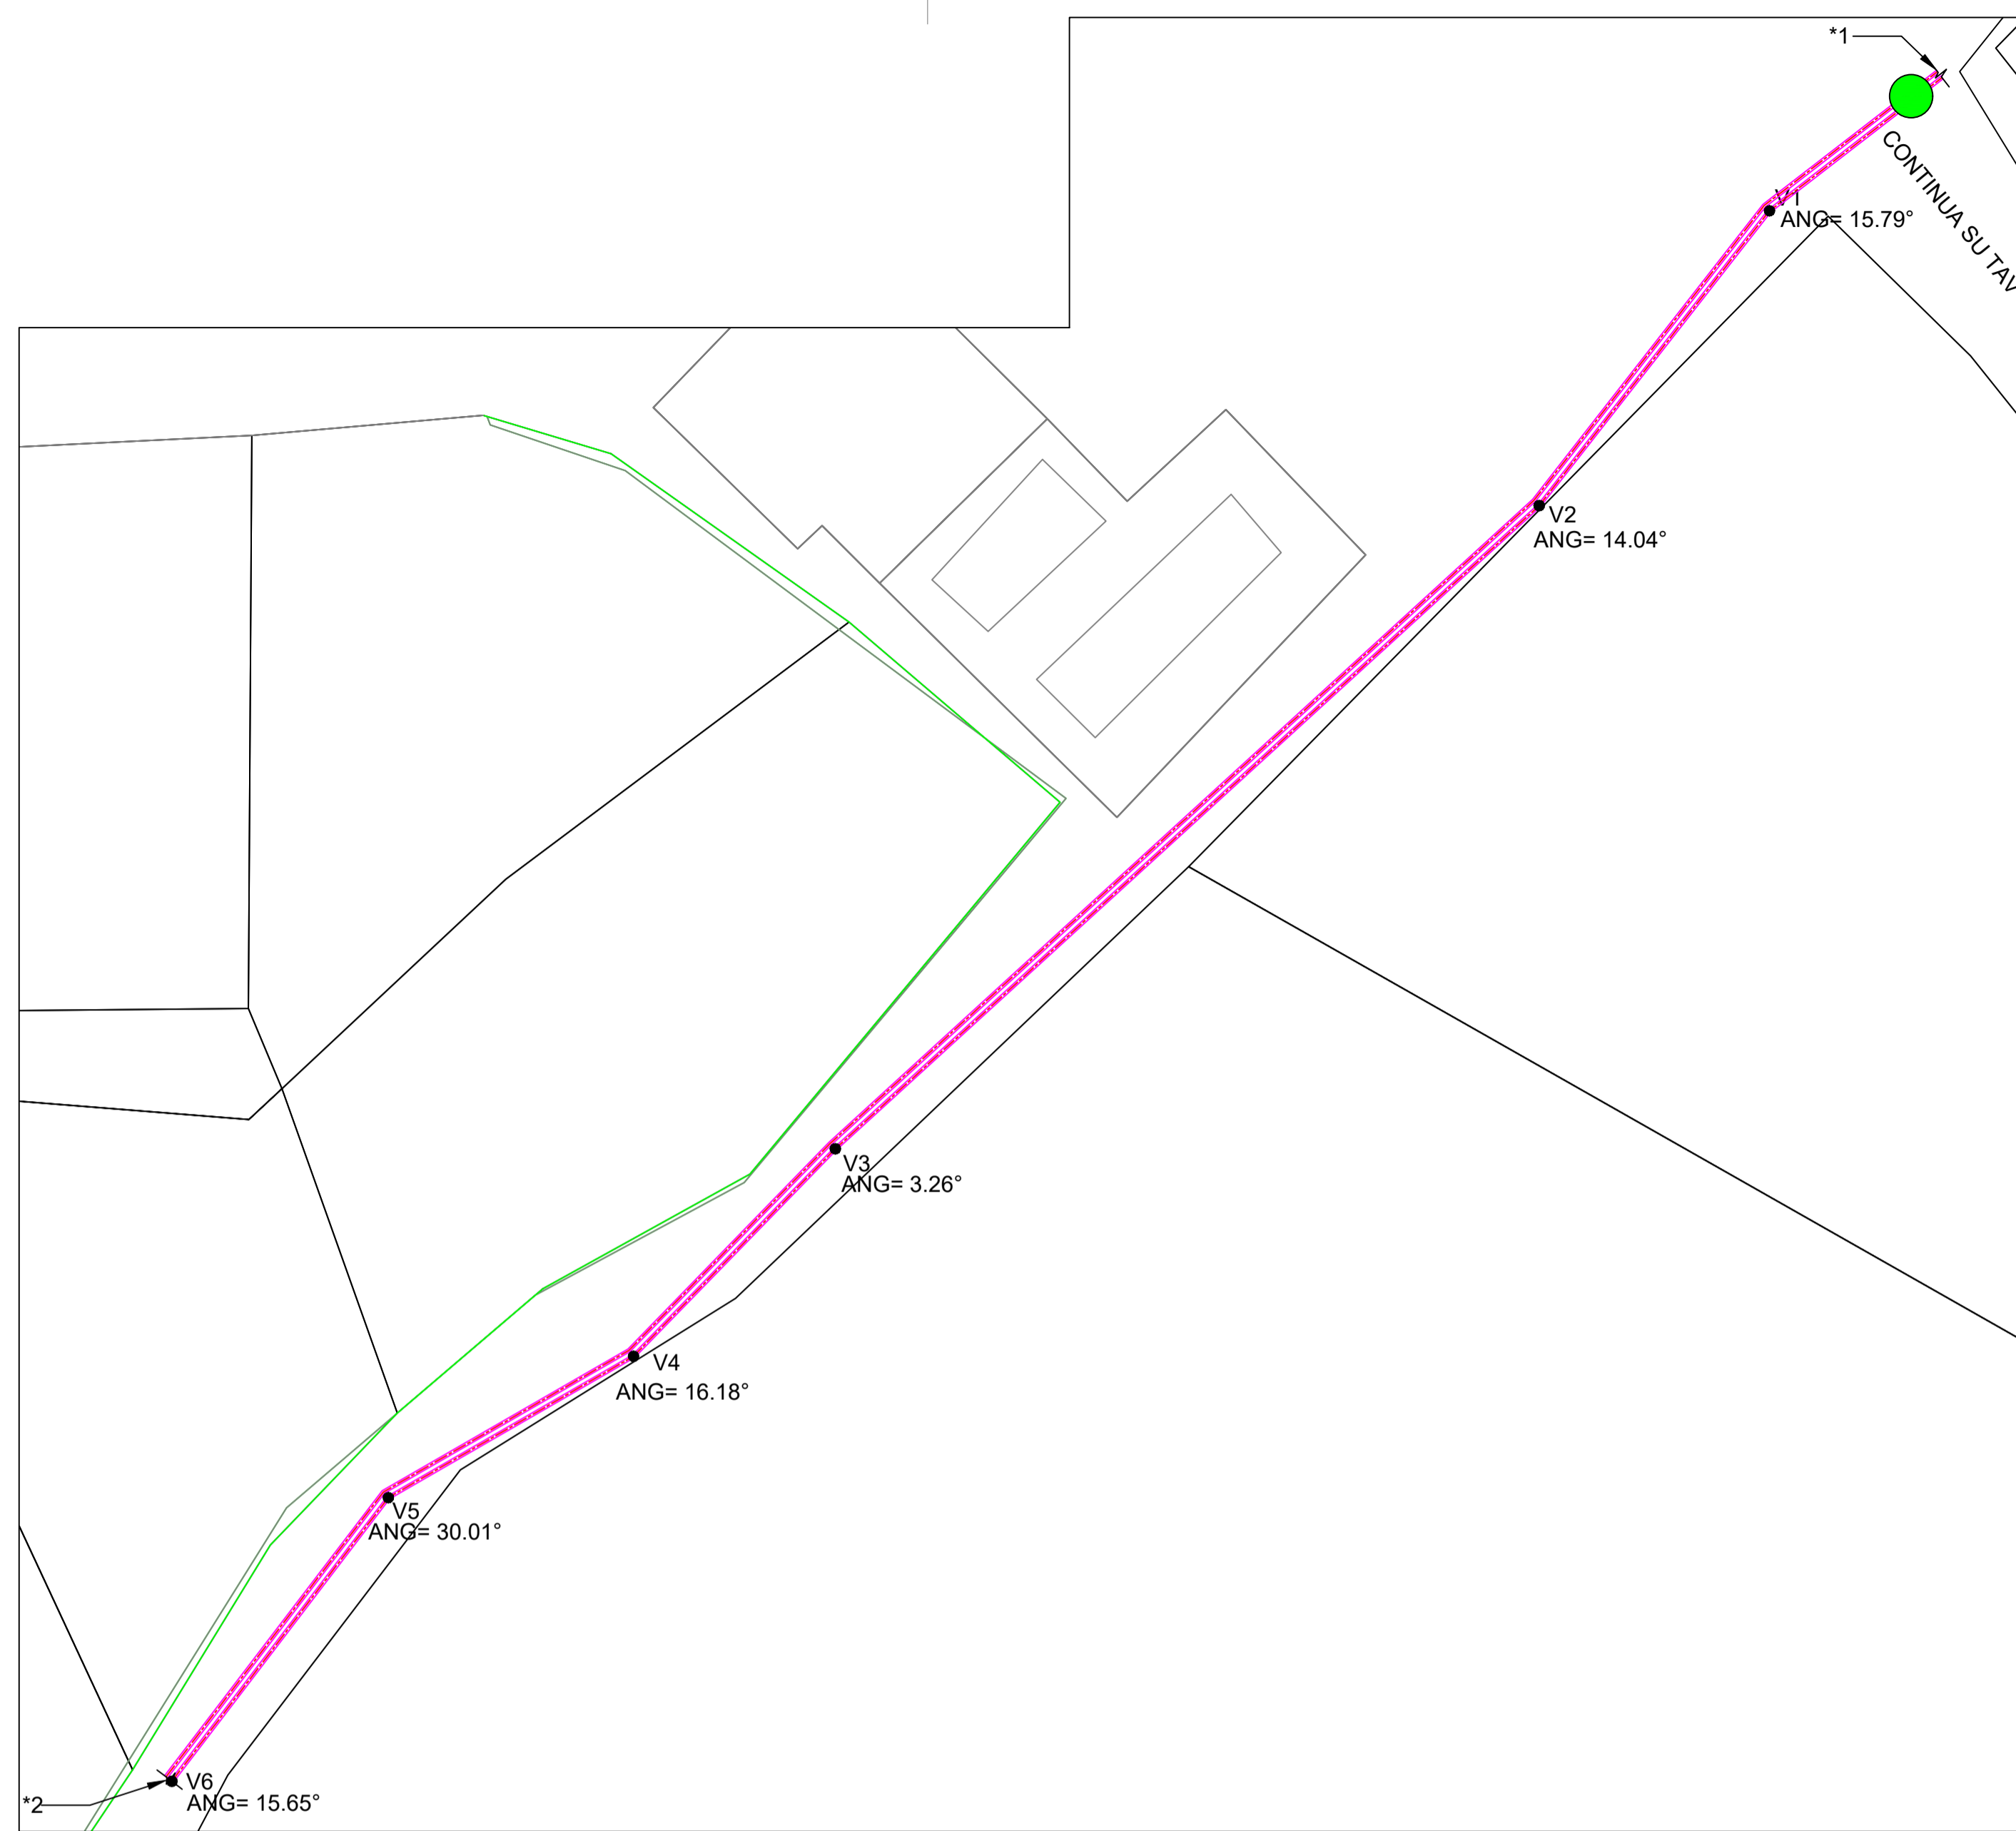 *1
CONTINUA SU TAV
V1
ANG= 15.79°
V2
ANG= 14.04°
V3
ANG= 3.26°
V4
ANG= 16.18°
V5
ANG= 30.01°
V6
ANG= 15.65°
*2